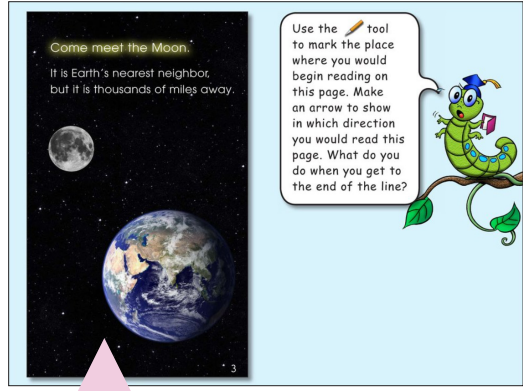 Come meet the Moon.
It is Earth's nearest neighbor,
but it is thousands of miles away.
3
Use the tool
to mark the place
where you would
begin reading on
this page. Make
an arrow to show
in which direction
you would read this
page. What do you
do when you get to
the end of the line?